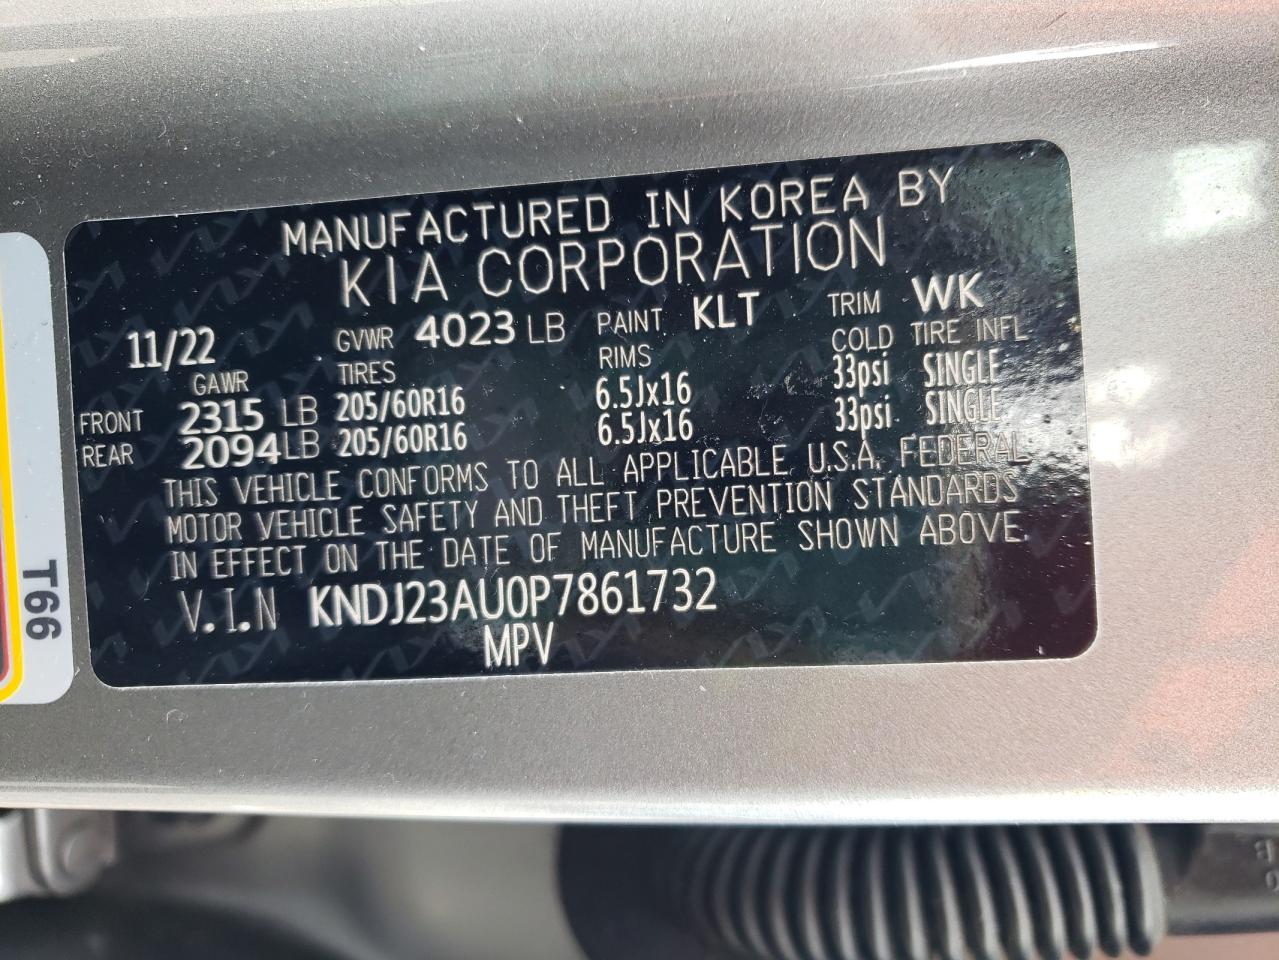 MANUFACTURED IN KOREA BY
KIA CORPORATION
11/22 GVWR 4023 LB PAINT KLT TRIM WK
GAWR TIRES RIMS COLD TIRE INFL
FRONT 2315 LB 205/60R16 6.5Jx16 33psi SINGLE
REAR 2094 LB 205/60R16 6.5Jx16 33psi SINGLE
THIS VEHICLE CONFORMS TO ALL APPLICABLE U.S.A. FEDERAL
MOTOR VEHICLE SAFETY AND THEFT PREVENTION STANDARDS
IN EFFECT ON THE DATE OF MANUFACTURE SHOWN ABOVE.
V.I.N KNDJ23AU0P7861732
MPV
T66